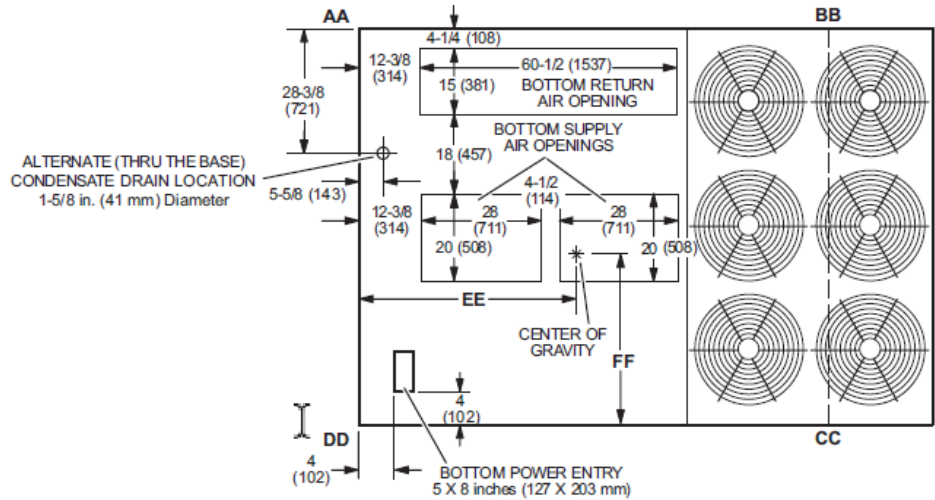 AA
BB
4-1/4 (108)
12-3/8
(314)
60-1/2 (1537)
15 (381)
BOTTOM RETURN
AIR OPENING
28-3/8
(721)
BOTTOM SUPPLY
AIR OPENINGS
18 (457)
ALTERNATE (THRU THE BASE)
CONDENSATE DRAIN LOCATION
1-5/8 in. (41 mm) Diameter
5-5/8 (143)
4-1/2
(114)
12-3/8
(314)
28
(711)
28
(711)
20 (508)
20 (508)
EE
CENTER OF
GRAVITY
FF
4
(102)
DD
CC
4
(102)
BOTTOM POWER ENTRY
5 X 8 inches (127 X 203 mm)